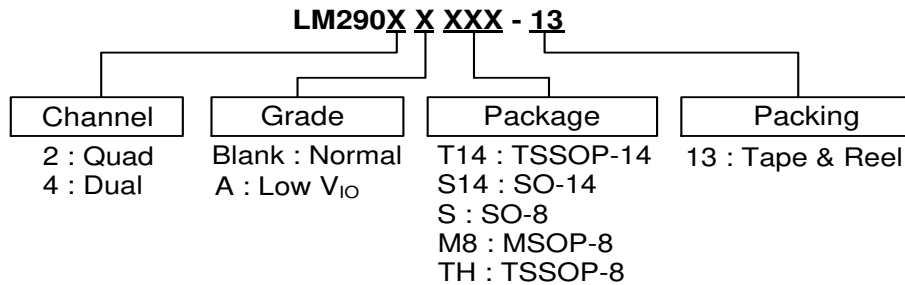 LM290X X XXX - 13
Channel
2 : Quad
4 : Dual
Grade
Blank : Normal
A : Low VIO
Package
T14 : TSSOP-14
S14 : SO-14
S : SO-8
M8 : MSOP-8
TH : TSSOP-8
Packing
13 : Tape & Reel